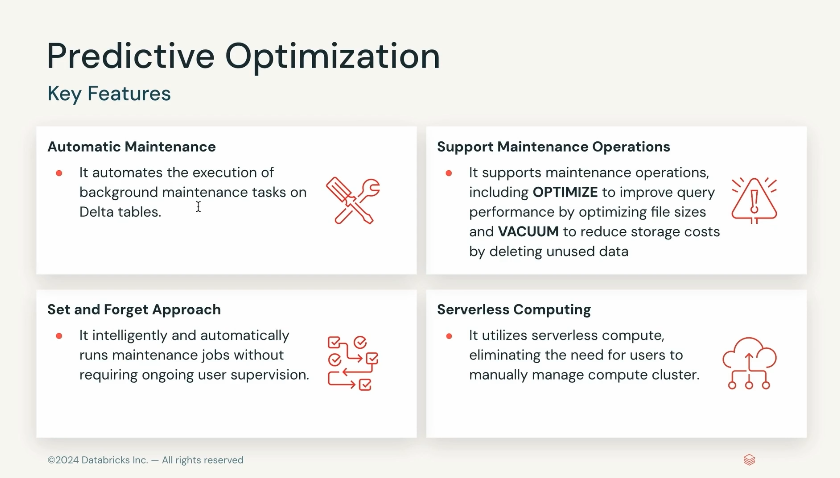 Predictive Optimization
Key Features
Automatic Maintenance
It automates the execution of
background maintenance tasks on
Delta tables.
Support Maintenance Operations
It supports maintenance operations,
including OPTIMIZE to improve query
performance by optimizing file sizes
and VACUUM to reduce storage costs
by deleting unused data
Set and Forget Approach
It intelligently and automatically
runs maintenance jobs without
requiring ongoing user supervision.
Serverless Computing
It utilizes serverless compute,
eliminating the need for users to
manually manage compute cluster.
©2024 Databricks Inc. — All rights reserved